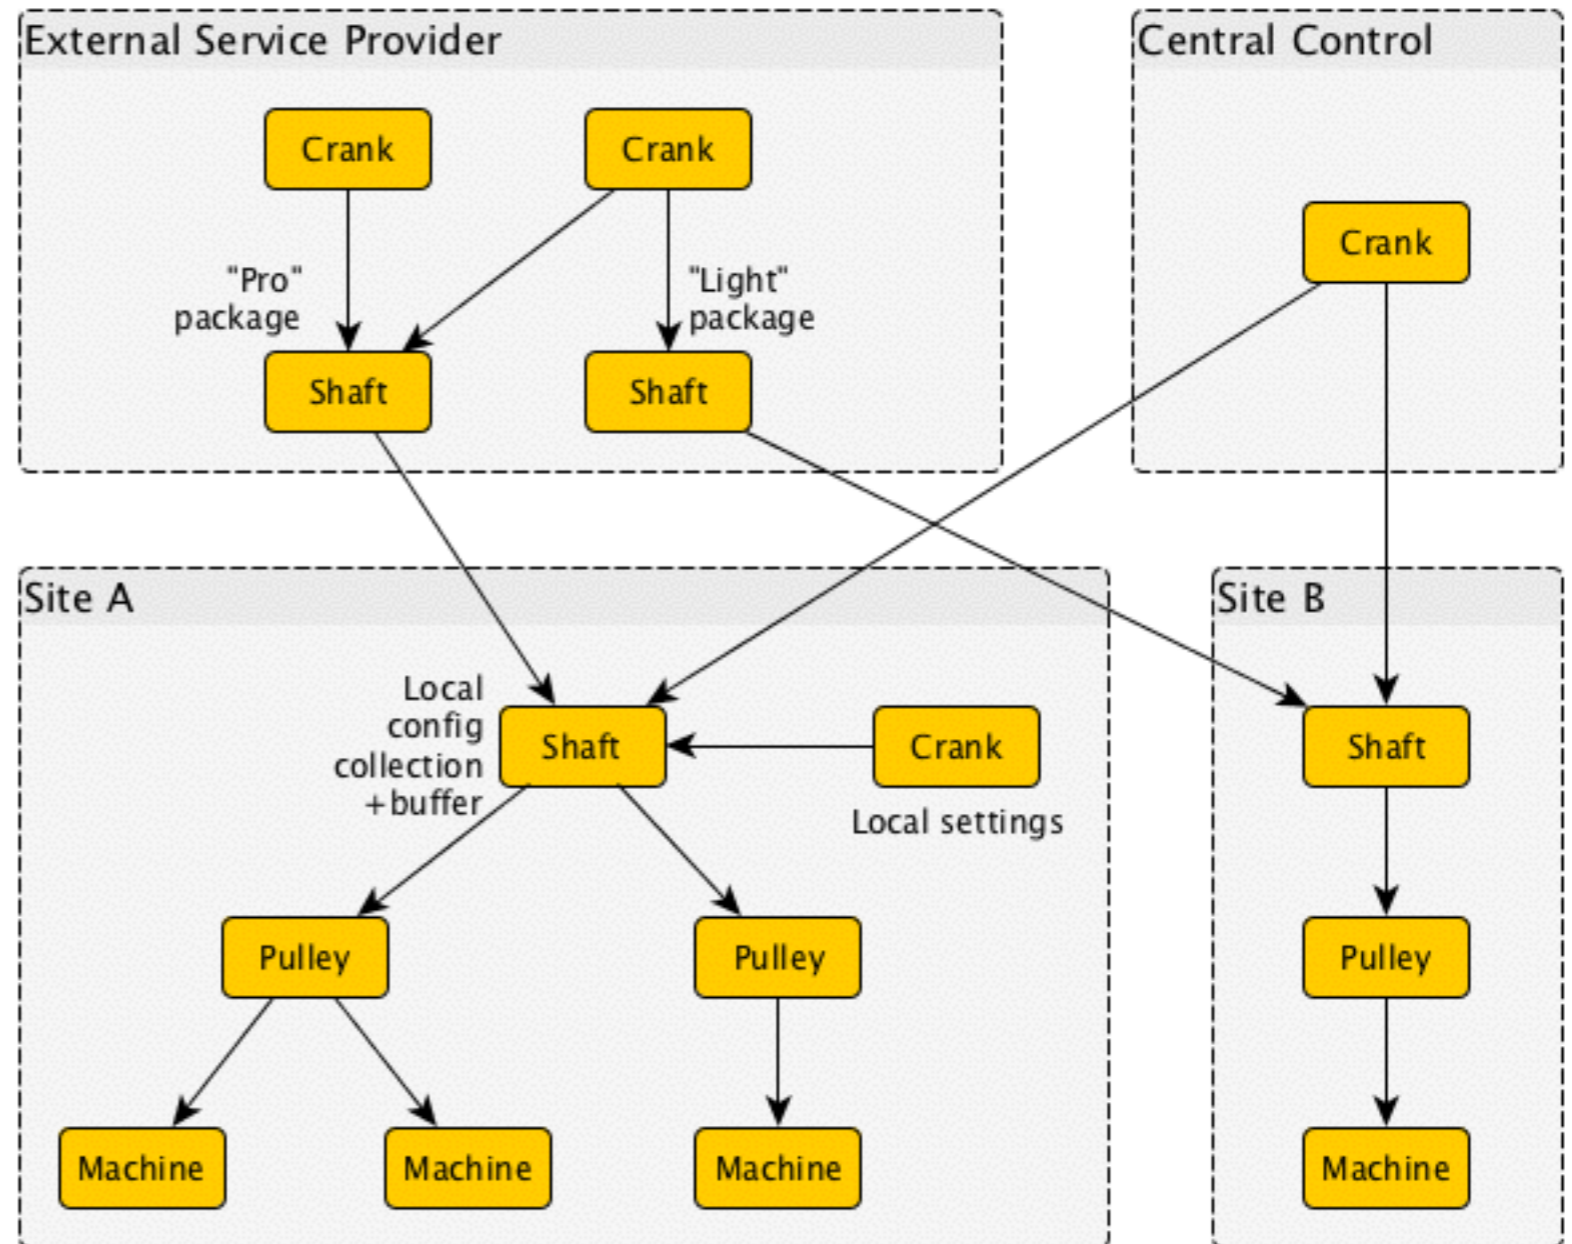 External Service Provider
Central Control
Crank
Crank
Crank
"Pro"
package
"Light"
package
Shaft
Shaft
Site A
Site B
Local
config
collection
+buffer
Shaft
Crank
Shaft
Local settings
Pulley
Pulley
Pulley
Machine
Machine
Machine
Machine